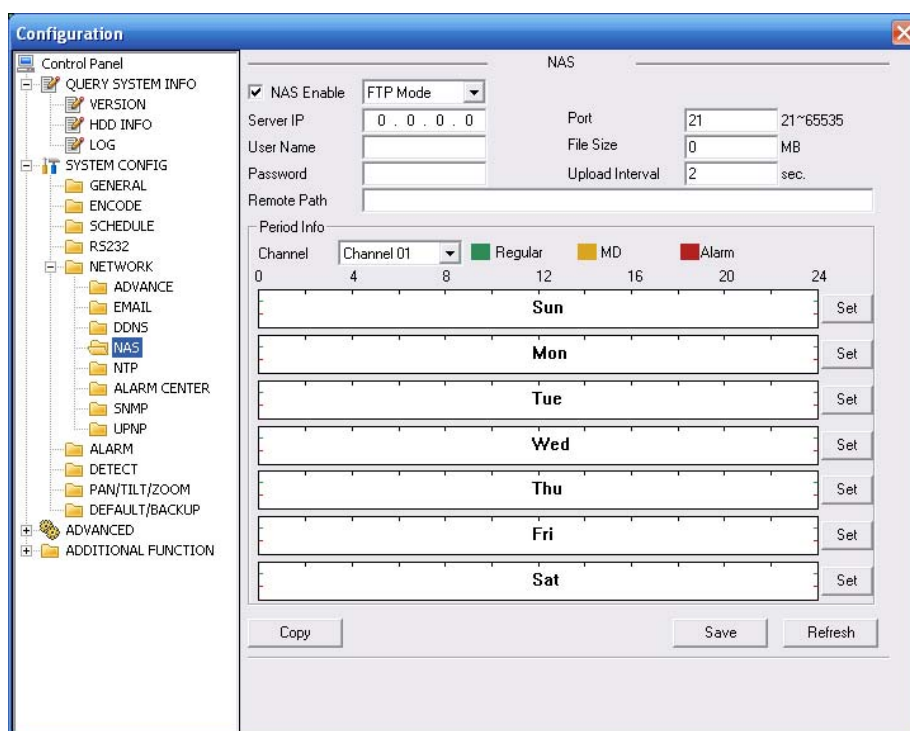 Configuration
Control Panel
QUERY SYSTEM INFO
VERSION
HDD INFO
LOG
SYSTEM CONFIG
GENERAL
ENCODE
SCHEDULE
RS232
NETWORK
ADVANCE
EMAIL
DDNS
NAS
NTP
ALARM CENTER
SNMP
UPNP
ALARM
DETECT
PAN/TILT/ZOOM
DEFAULT/BACKUP
ADVANCED
ADDITIONAL FUNCTION
NAS
NAS Enable FTP Mode
Server IP 0 . 0 . 0 . 0 Port 21 21~65535
User Name File Size 0 MB
Password Upload Interval 2 sec.
Remote Path
Period Info
Channel Channel 01 Regular MD Alarm
0 4 8 12 16 20 24
Sun Set
Mon Set
Tue Set
Wed Set
Thu Set
Fri Set
Sat Set
Copy Save Refresh